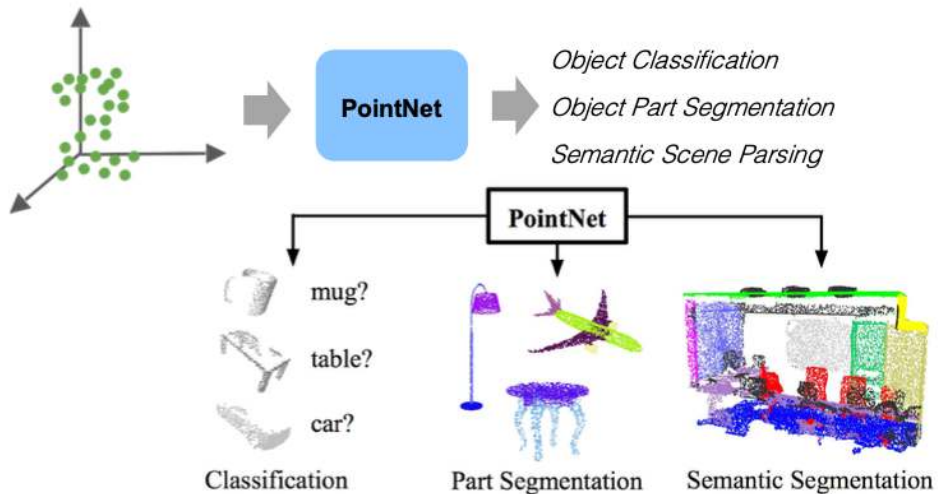 PointNet
Object Classification
Object Part Segmentation
Semantic Scene Parsing
PointNet
mug?
table?
car?
Classification
Part Segmentation
Semantic Segmentation